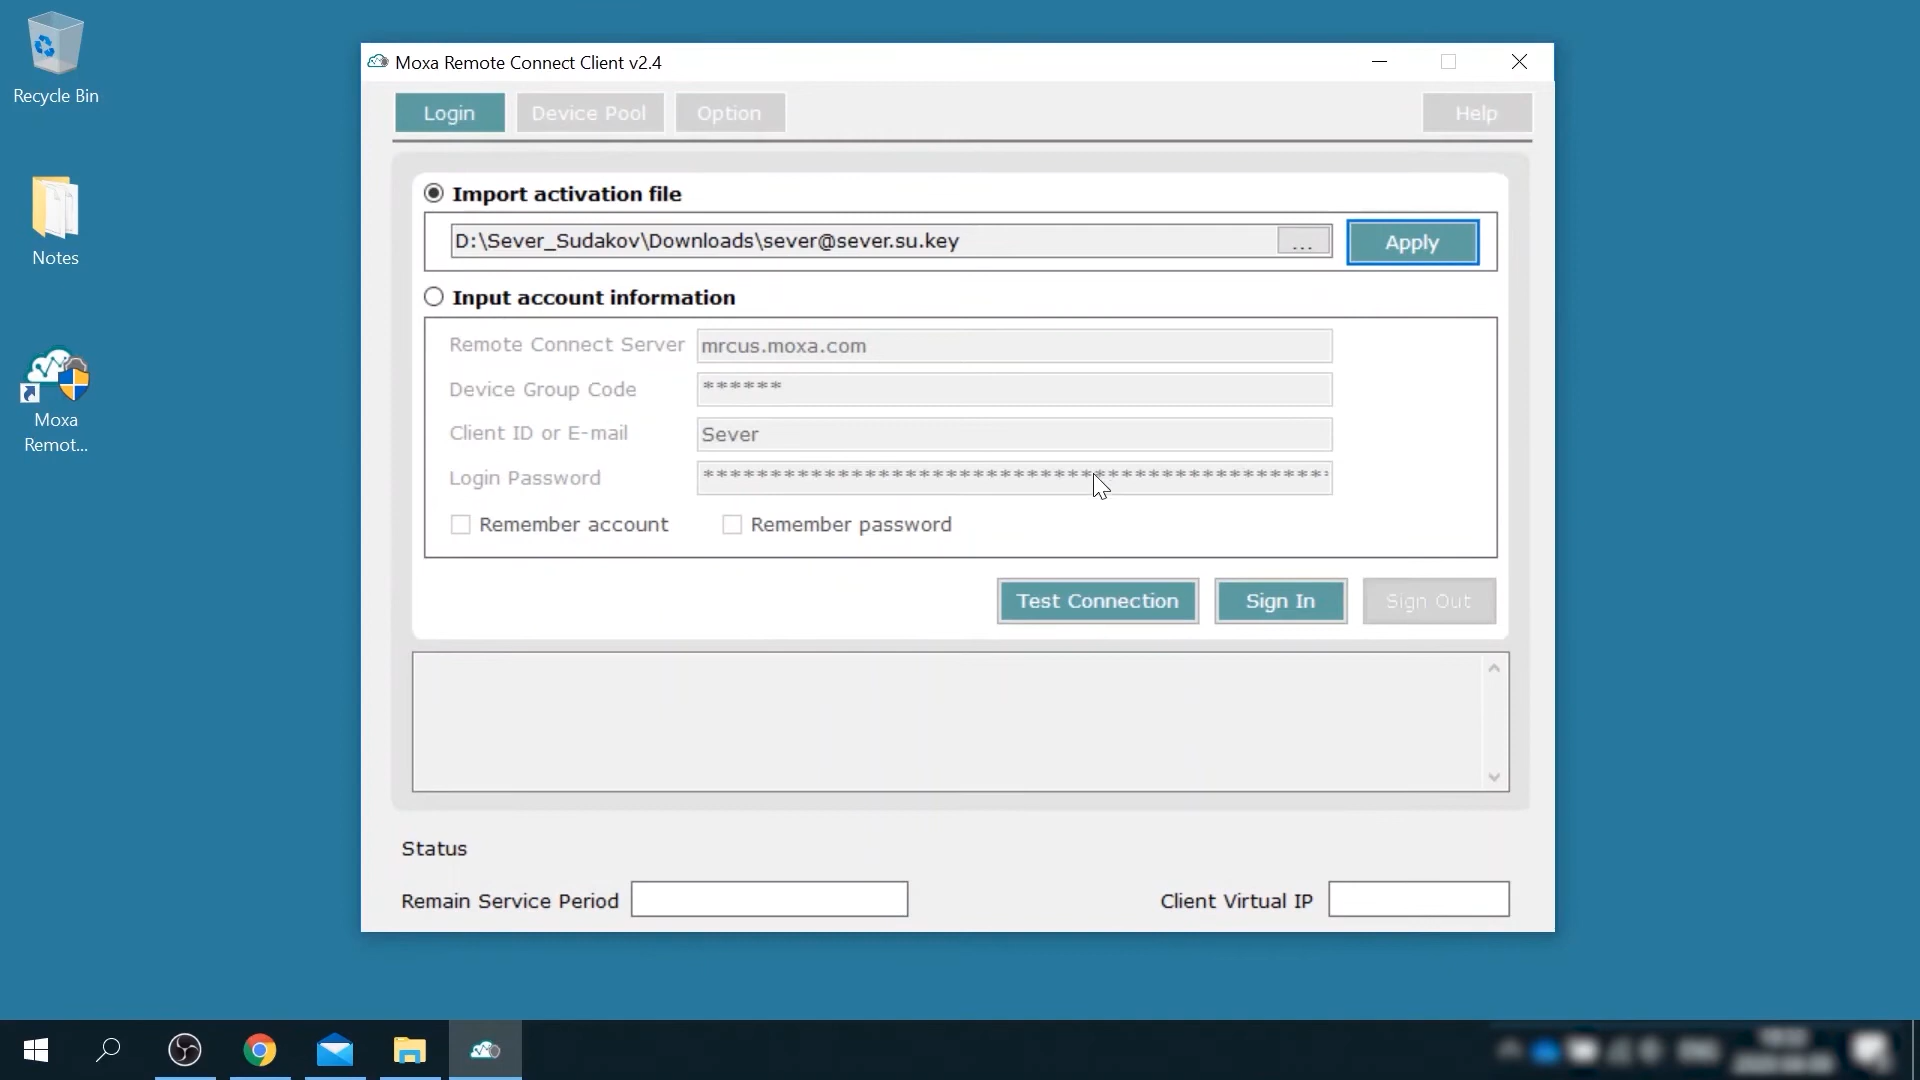 Recycle Bin
Notes
Moxa
Remot...
Moxa Remote Connect Client v2.4
Login
Device Pool
Option
Help
Import activation file
D:\Sever_Sudakov\Downloads\sever@sever.su.key
...
Apply
Input account information
Remote Connect Server
mrcus.moxa.com
Device Group Code
******
Client ID or E-mail
Sever
Login Password
***********************************************
Remember account
Remember password
Test Connection
Sign In
Sign Out
Status
Remain Service Period
Client Virtual IP